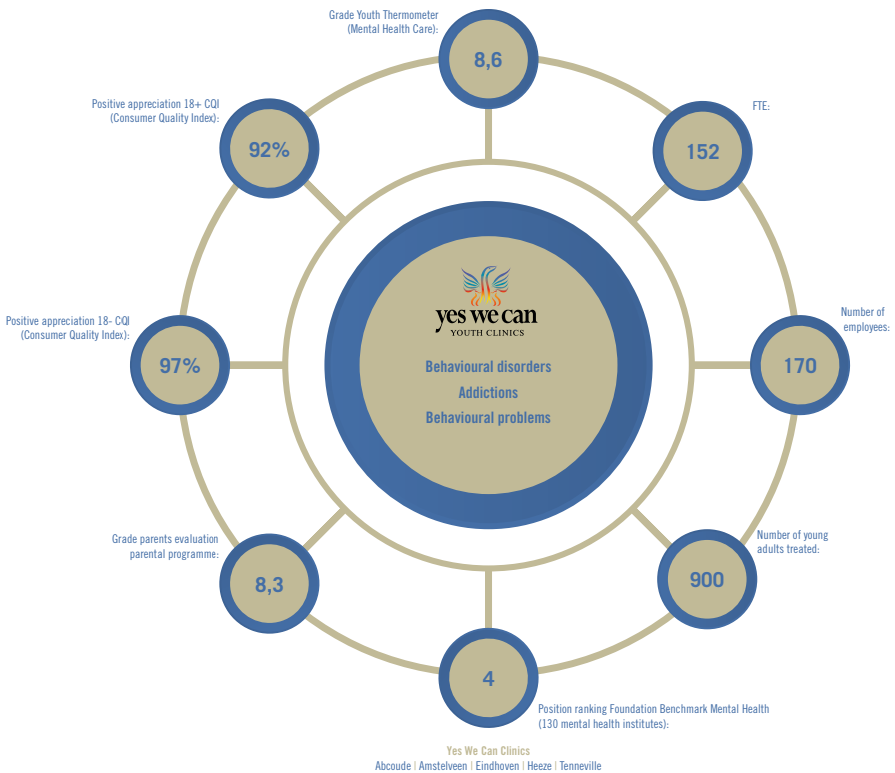 Grade Youth Thermometer
(Mental Health Care):
8,6
FTE:
152
Number of
employees:
170
Number of young
adults treated:
900
Position ranking Foundation Benchmark Mental Health
(130 mental health institutes):
4
Grade parents evaluation
parental programme:
8,3
Positive appreciation 18- CQI
(Consumer Quality Index):
97%
Positive appreciation 18+ CQI
(Consumer Quality Index):
92%
yes we can
YOUTH CLINICS
Behavioural disorders
Addictions
Behavioural problems
Yes We Can Clinics
Abcoude | Amstelveen | Eindhoven | Heeze | Tenneville